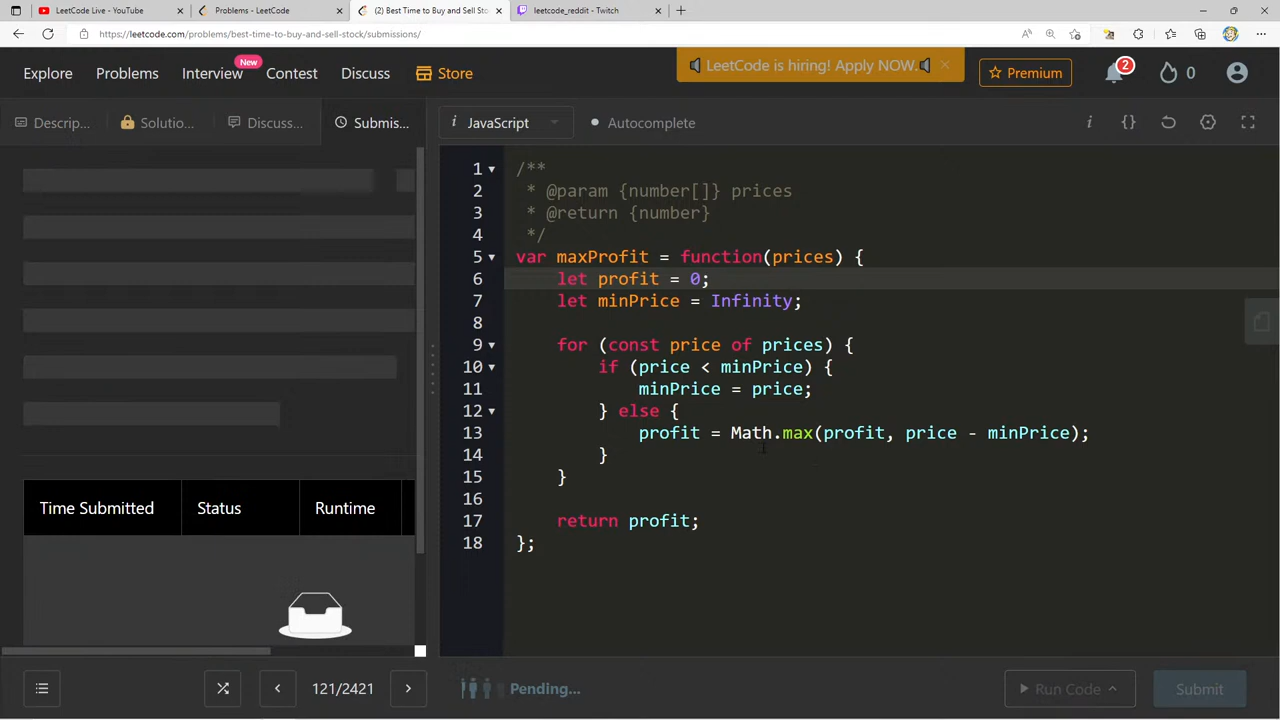 LeetCode Live - YouTube
Problems - LeetCode
(2) Best Time to Buy and Sell Sto
leetcode_reddit - Twitch
https://leetcode.com/problems/best-time-to-buy-and-sell-stock/submissions/
Explore
Problems
Interview
New
Contest
Discuss
Store
LeetCode is hiring! Apply NOW.
Premium
2
0
Descrip...
Solutio...
Discuss...
Submis...
i JavaScript
Autocomplete
i {}
1 /**
2 * @param {number[]} prices
3 * @return {number}
4 */
5 var maxProfit = function(prices) {
6 let profit = 0;
7 let minPrice = Infinity;
8
9 for (const price of prices) {
10 if (price < minPrice) {
11 minPrice = price;
12 } else {
13 profit = Math.max(profit, price - minPrice);
14 }
15 }
16
17 return profit;
18 };
Time Submitted
Status
Runtime
121/2421
Pending...
Run Code
Submit